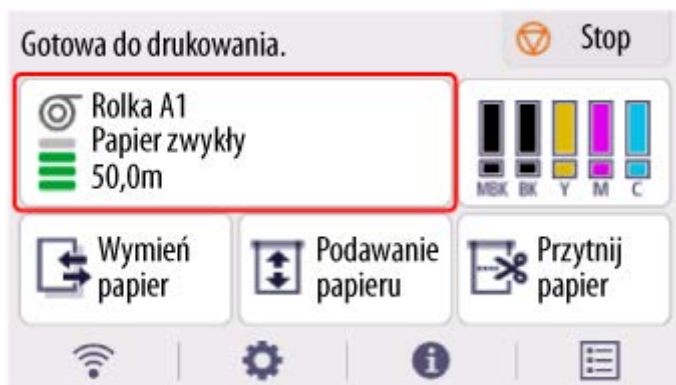 Gotowa do drukowania.
Stop
Rolka A1
Papier zwykły
50,0m
MBK BK Y M C
Wymień
papier
Podawanie
papieru
Przytnij
papier